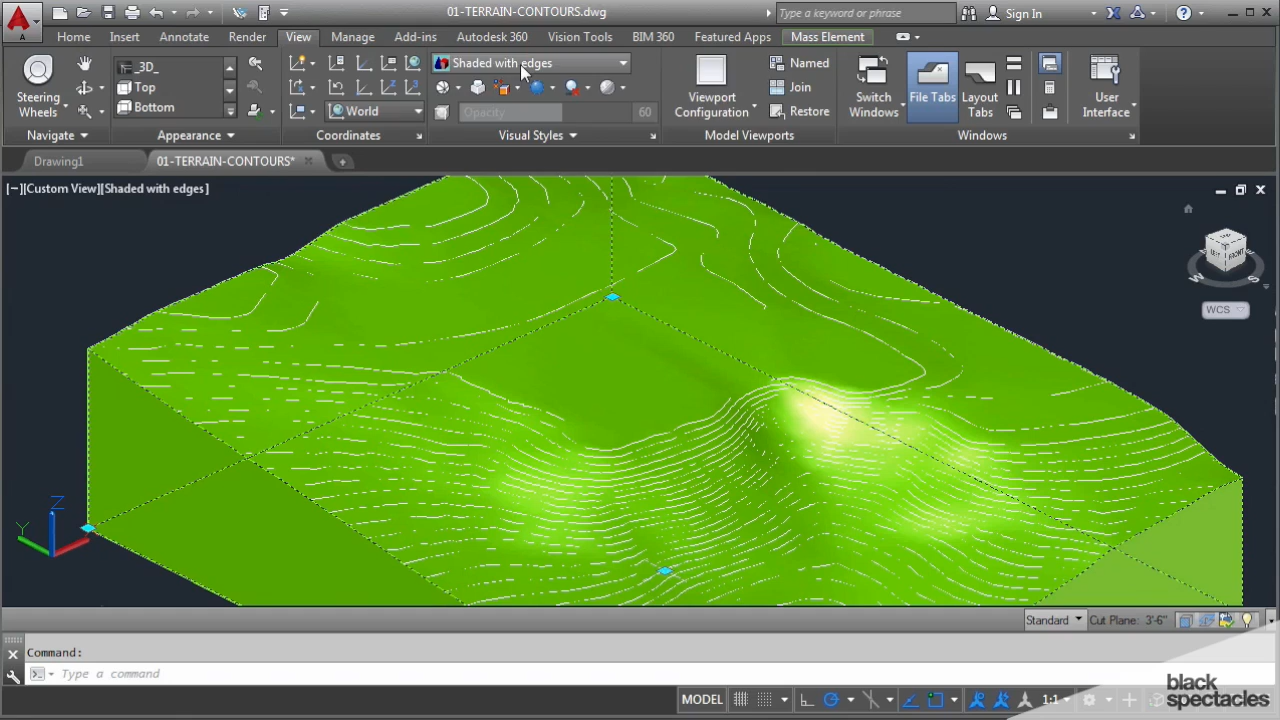 01-TERRAIN-CONTOURS.dwg
Type a keyword or phrase
Sign In
Home Insert Annotate Render View Manage Add-ins Autodesk 360 Vision Tools BIM 360 Featured Apps Mass Element
Steering Wheels
_3D_
Top
Bottom
World
Shaded with edges
Opacity 60
Viewport Configuration
Named
Join
Restore
Switch Windows
File Tabs
Layout Tabs
User Interface
Navigate Appearance Coordinates Visual Styles Model Viewports Windows
Drawing1 01-TERRAIN-CONTOURS*
[−][Custom View][Shaded with edges]
TOP
LEFT FRONT
W S
WCS
Z
Y
Standard Cut Plane: 3'-6"
Command:
Type a command
MODEL 1:1
black
spectacles